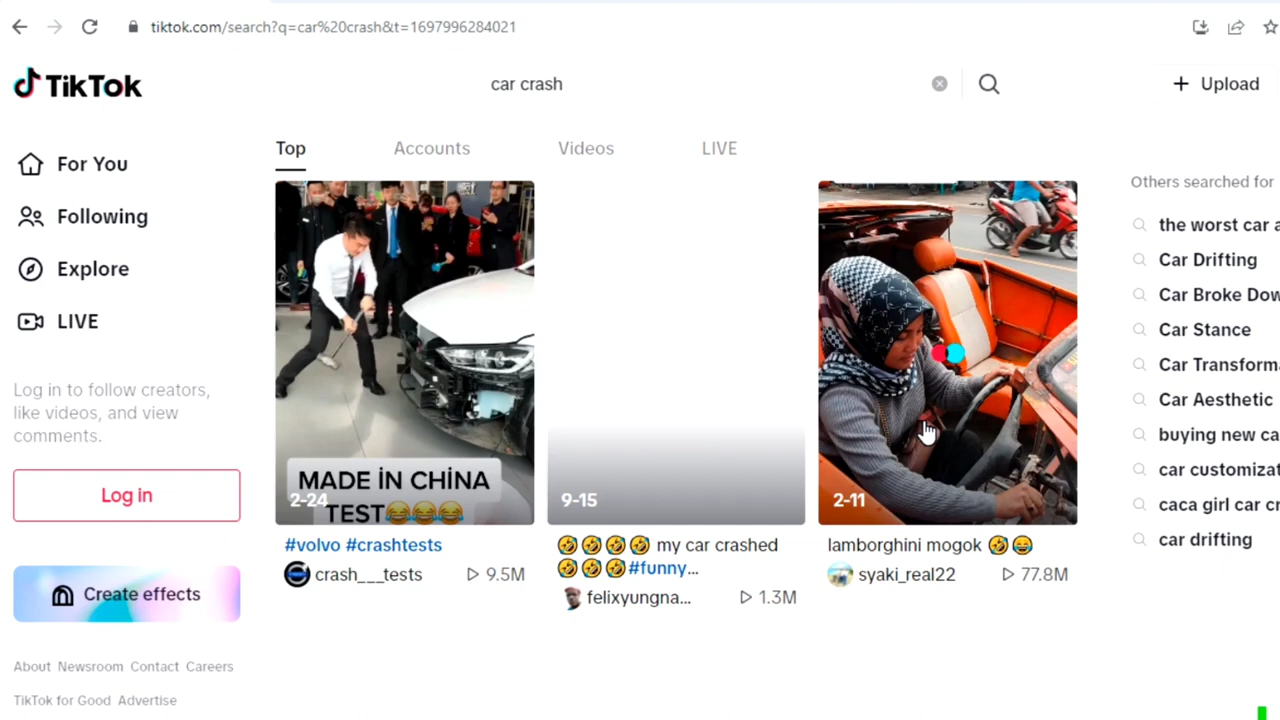 tiktok.com/search?q=car%20crash&t=1697996284021
TikTok
car crash
Upload
For You
Following
Explore
LIVE
Log in to follow creators,
like videos, and view
comments.
Log in
Create effects
About Newsroom Contact Careers
TikTok for Good Advertise
Top Accounts Videos LIVE
MADE İN CHİNA
TEST😂😂😂
2-24
#volvo #crashtests
crash___tests 9.5M
9-15
🤣🤣🤣🤣 my car crashed
🤣🤣🤣#funny...
felixyungna... 1.3M
2-11
lamborghini mogok 🤣😂
syaki_real22 77.8M
Others searched for
the worst car a
Car Drifting
Car Broke Dow
Car Stance
Car Transforma
Car Aesthetic
buying new ca
car customizat
caca girl car cr
car drifting